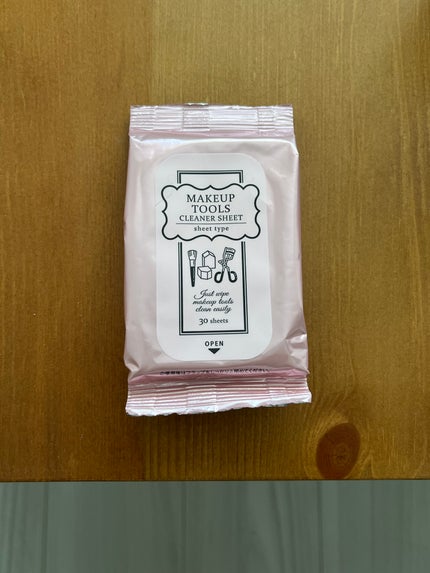 MAKEUP
TOOLS
CLEANER SHEET
sheet type
Just wipe
makeup tools
clean easily
30 sheets
OPEN